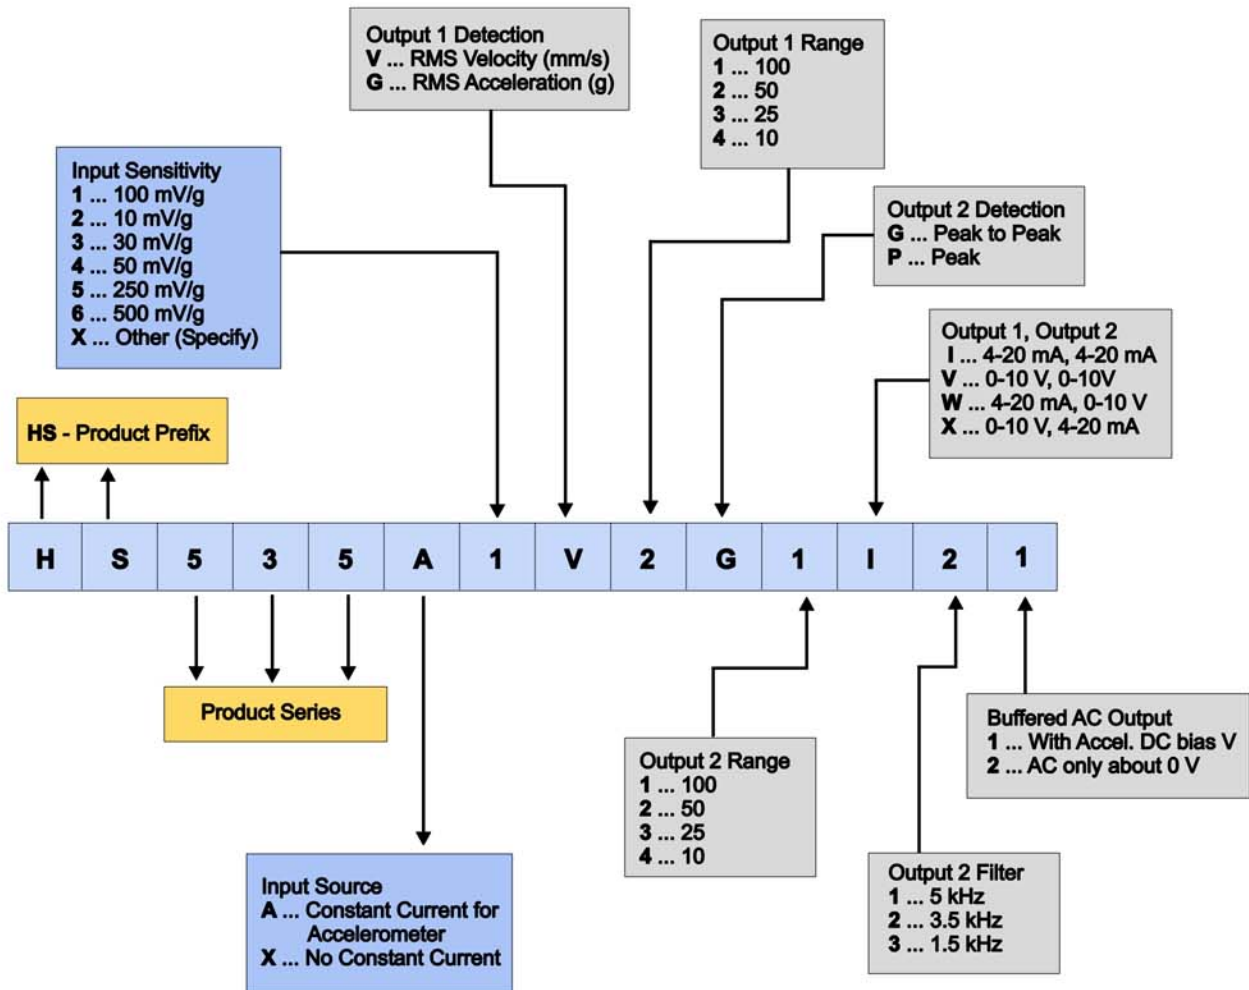 Output 1 Detection
V ... RMS Velocity (mm/s)
G ... RMS Acceleration (g)
Output 1 Range
1 ... 100
2 ... 50
3 ... 25
4 ... 10
Input Sensitivity
1 ... 100 mV/g
2 ... 10 mV/g
3 ... 30 mV/g
4 ... 50 mV/g
5 ... 250 mV/g
6 ... 500 mV/g
X ... Other (Specify)
Output 2 Detection
G ... Peak to Peak
P ... Peak
Output 1, Output 2
I ... 4-20 mA, 4-20 mA
V ... 0-10 V, 0-10V
W ... 4-20 mA, 0-10 V
X ... 0-10 V, 4-20 mA
HS - Product Prefix
H S 5 3 5 A 1 V 2 G 1 I 2 1
Product Series
Buffered AC Output
1 ... With Accel. DC bias V
2 ... AC only about 0 V
Output 2 Range
1 ... 100
2 ... 50
3 ... 25
4 ... 10
Output 2 Filter
1 ... 5 kHz
2 ... 3.5 kHz
3 ... 1.5 kHz
Input Source
A ... Constant Current for
Accelerometer
X ... No Constant Current